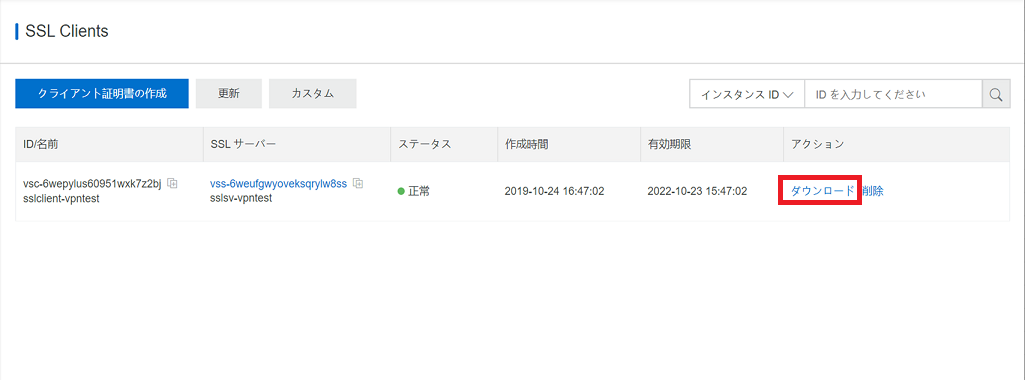 SSL Clients
クライアント証明書の作成 更新 カスタム インスタンス ID ID を入力してください
ID/名前 SSL サーバー ステータス 作成時間 有効期限 アクション
vsc-6wepylus60951wxk7z2bj vss-6weufgwyoveksqrylw8ss 正常 2019-10-24 16:47:02 2022-10-23 15:47:02 ダウンロード 削除
sslclient-vpntest sslsv-vpntest